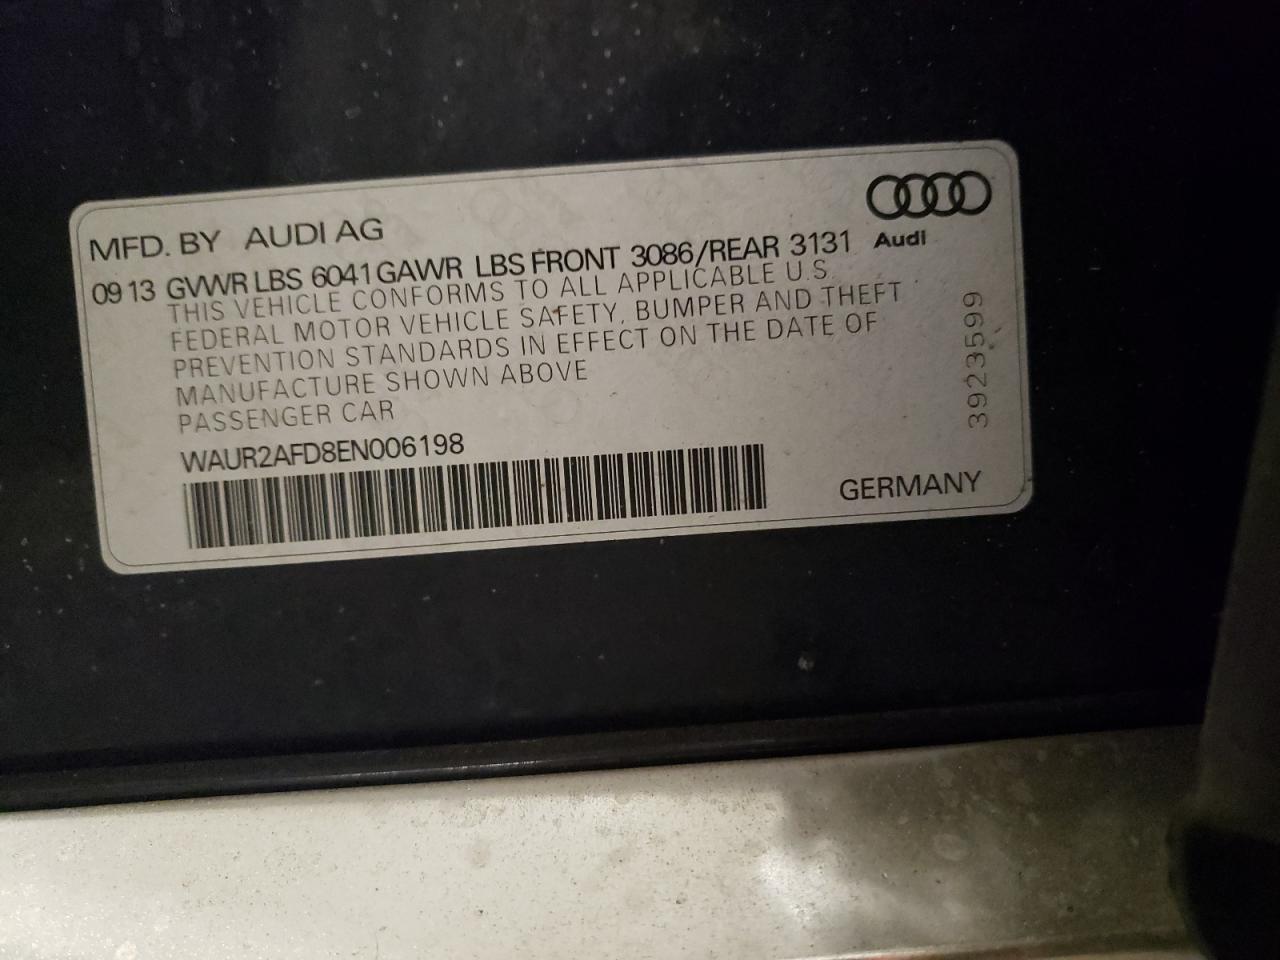 MFD. BY AUDI AG
Audi
09 13 GVWR LBS 6041 GAWR LBS FRONT 3086/REAR 3131
THIS VEHICLE CONFORMS TO ALL APPLICABLE U.S.
FEDERAL MOTOR VEHICLE SAFETY, BUMPER AND THEFT
PREVENTION STANDARDS IN EFFECT ON THE DATE OF
MANUFACTURE SHOWN ABOVE
PASSENGER CAR
3923599
WAUR2AFD8EN006198
GERMANY